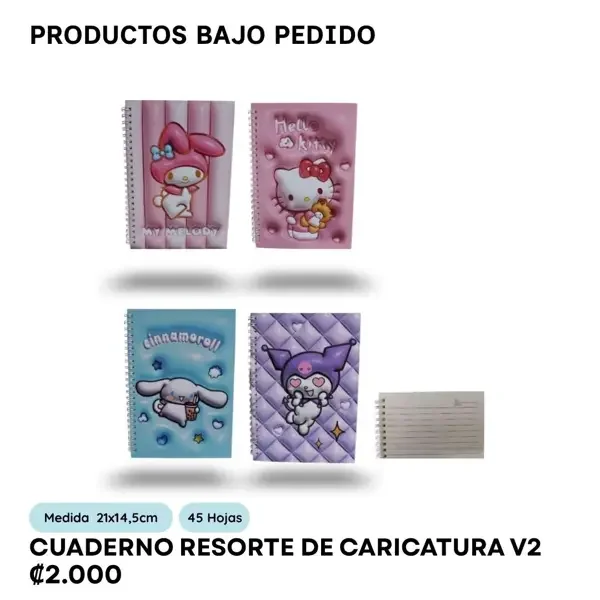 PRODUCTOS BAJO PEDIDO
Hello
kitty
MY MELODY
cinnamoroll
Medida 21x14,5cm
45 Hojas
CUADERNO RESORTE DE CARICATURA V2
₡2.000